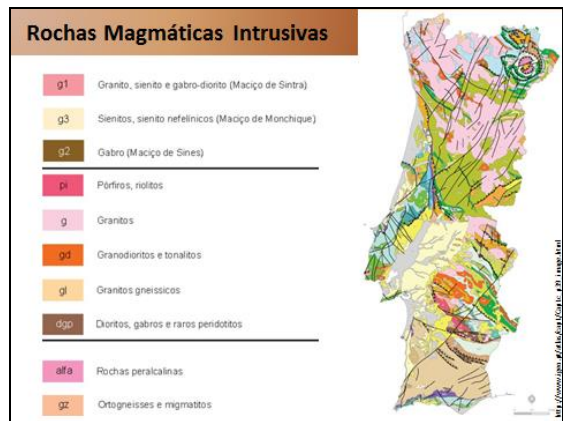 Rochas Magmáticas Intrusivas
g1 Granito, sienito e gabro-diorito (Maciço de Sintra)
g3 Sienitos, sienito nefelínicos (Maciço de Monchique)
g2 Gabro (Maciço de Sines)
pi Pórfiros, riolitos
g Granitos
gd Granodioritos e tonalitos
gl Granitos gneissicos
dgp Dioritos, gabros e raros peridotitos
alfa Rochas peralcalinas
gz Ortogneisses e migmatitos